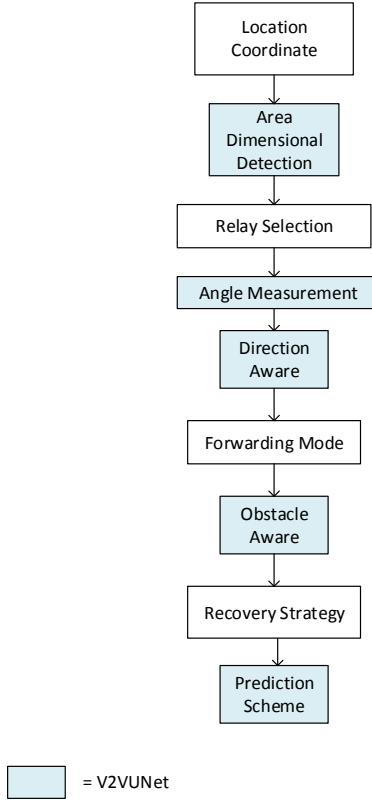 Location
Coordinate
Area
Dimensional
Detection
Relay Selection
Angle Measurement
Direction
Aware
Forwarding Mode
Obstacle
Aware
Recovery Strategy
Prediction
Scheme
= V2VUNet